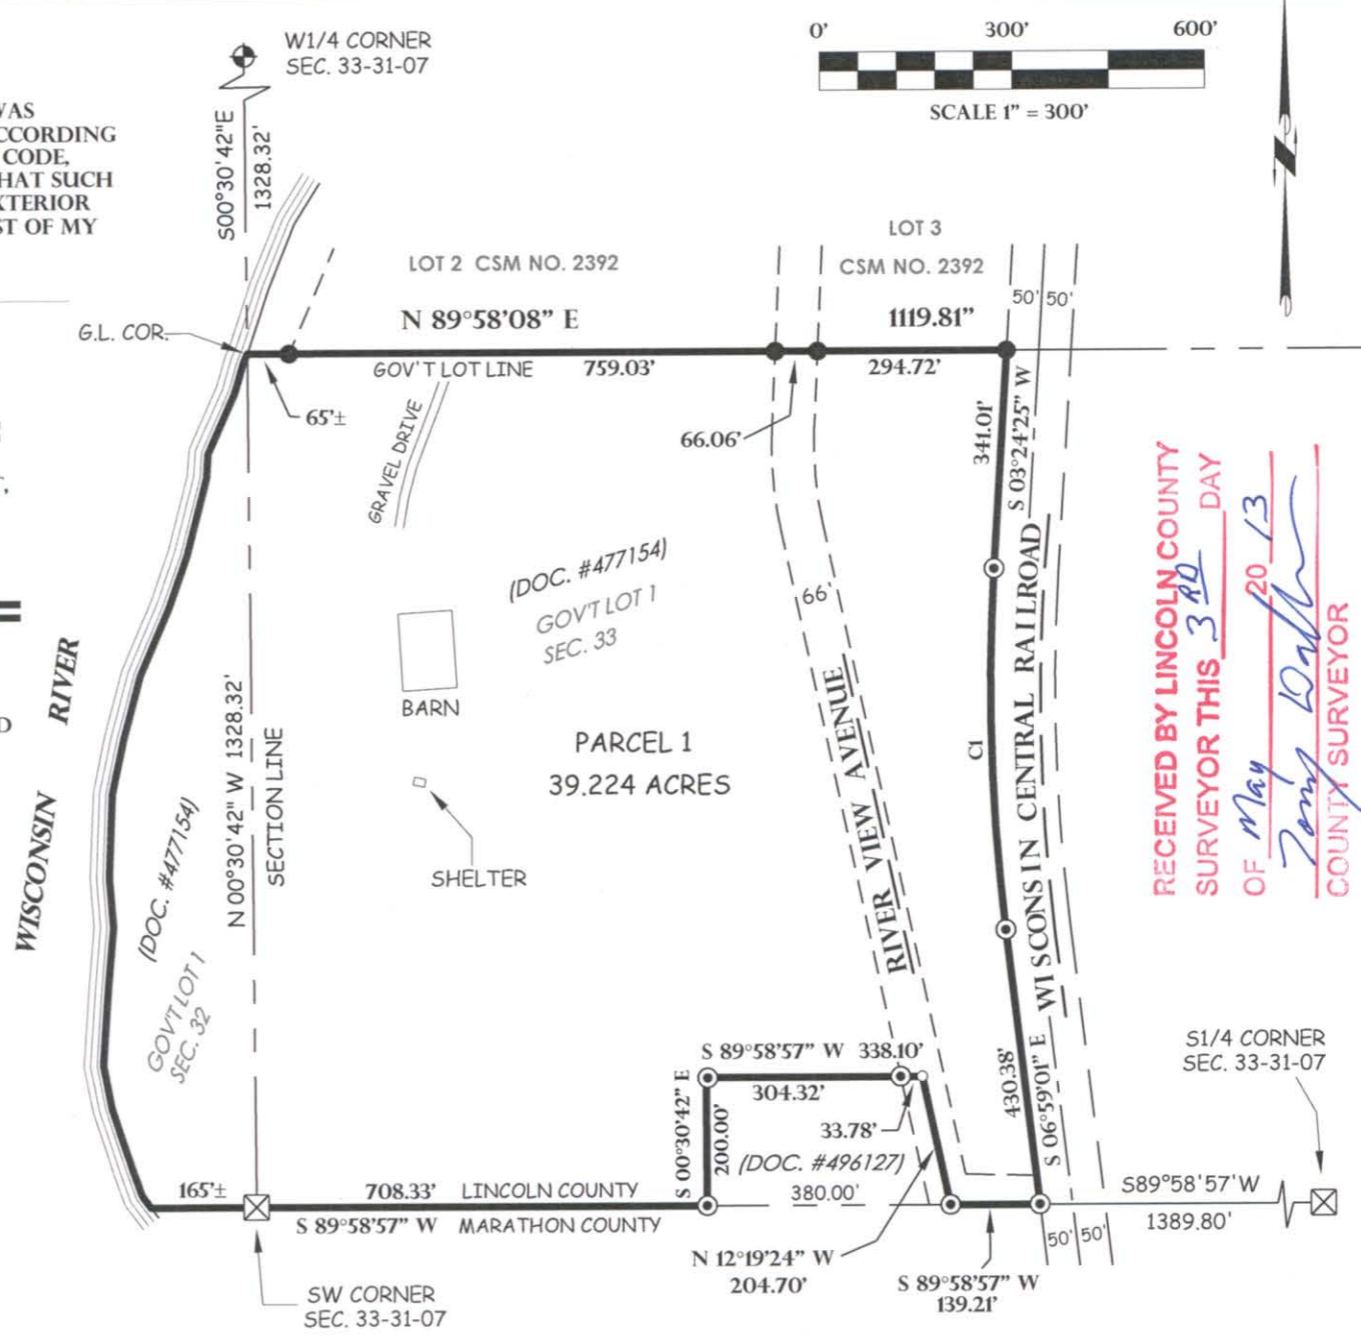 W1/4 CORNER
SEC. 33-31-07
0' 300' 600'
SCALE 1" = 300'
WAS
ACCORDING
CODE,
THAT SUCH
EXTERIOR
ST OF MY
S00°30'42"E
1328.32'
LOT 2 CSM NO. 2392
LOT 3
CSM NO. 2392
50' 50'
G.L. COR.
N 89°58'08" E
1119.81"
GOV'T LOT LINE
759.03'
294.72'
65'±
66.06'
GRAVEL DRIVE
341.01'
S 03°24'25" W
(DOC. #477154)
GOV'T LOT 1
SEC. 33
66'
BARN
PARCEL 1
39.224 ACRES
SHELTER
WISCONSIN RIVER
N 00°30'42" W 1328.32'
SECTION LINE
(DOC. #477154)
GOV'T LOT 1
SEC. 32
RIVER VIEW AVENUE
C1
WISCONSIN CENTRAL RAILROAD
RECEIVED BY LINCOLN COUNTY
SURVEYOR THIS 3RD DAY
OF May 20 13
COUNTY SURVEYOR
S 89°58'57" W 338.10'
304.32'
33.78'
S 00°30'42" E
200.00'
(DOC. #496127)
380.00'
430.38'
S 06°59'01" E
S1/4 CORNER
SEC. 33-31-07
S89°58'57'W
1389.80'
50' 50'
165'±
708.33' LINCOLN COUNTY
S 89°58'57" W MARATHON COUNTY
N 12°19'24" W
204.70'
S 89°58'57" W
139.21'
SW CORNER
SEC. 33-31-07